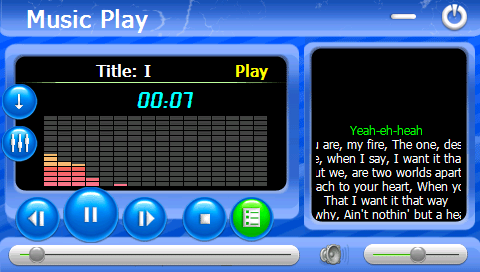 Music Play
Title: I
Play
00:07
Yeah-eh-heah
are, my fire, The one, des
, when I say, I want it tha
ut we, are two worlds apart
ach to your heart, When yo
That I want it that way
why, Ain't nothin' but a hea